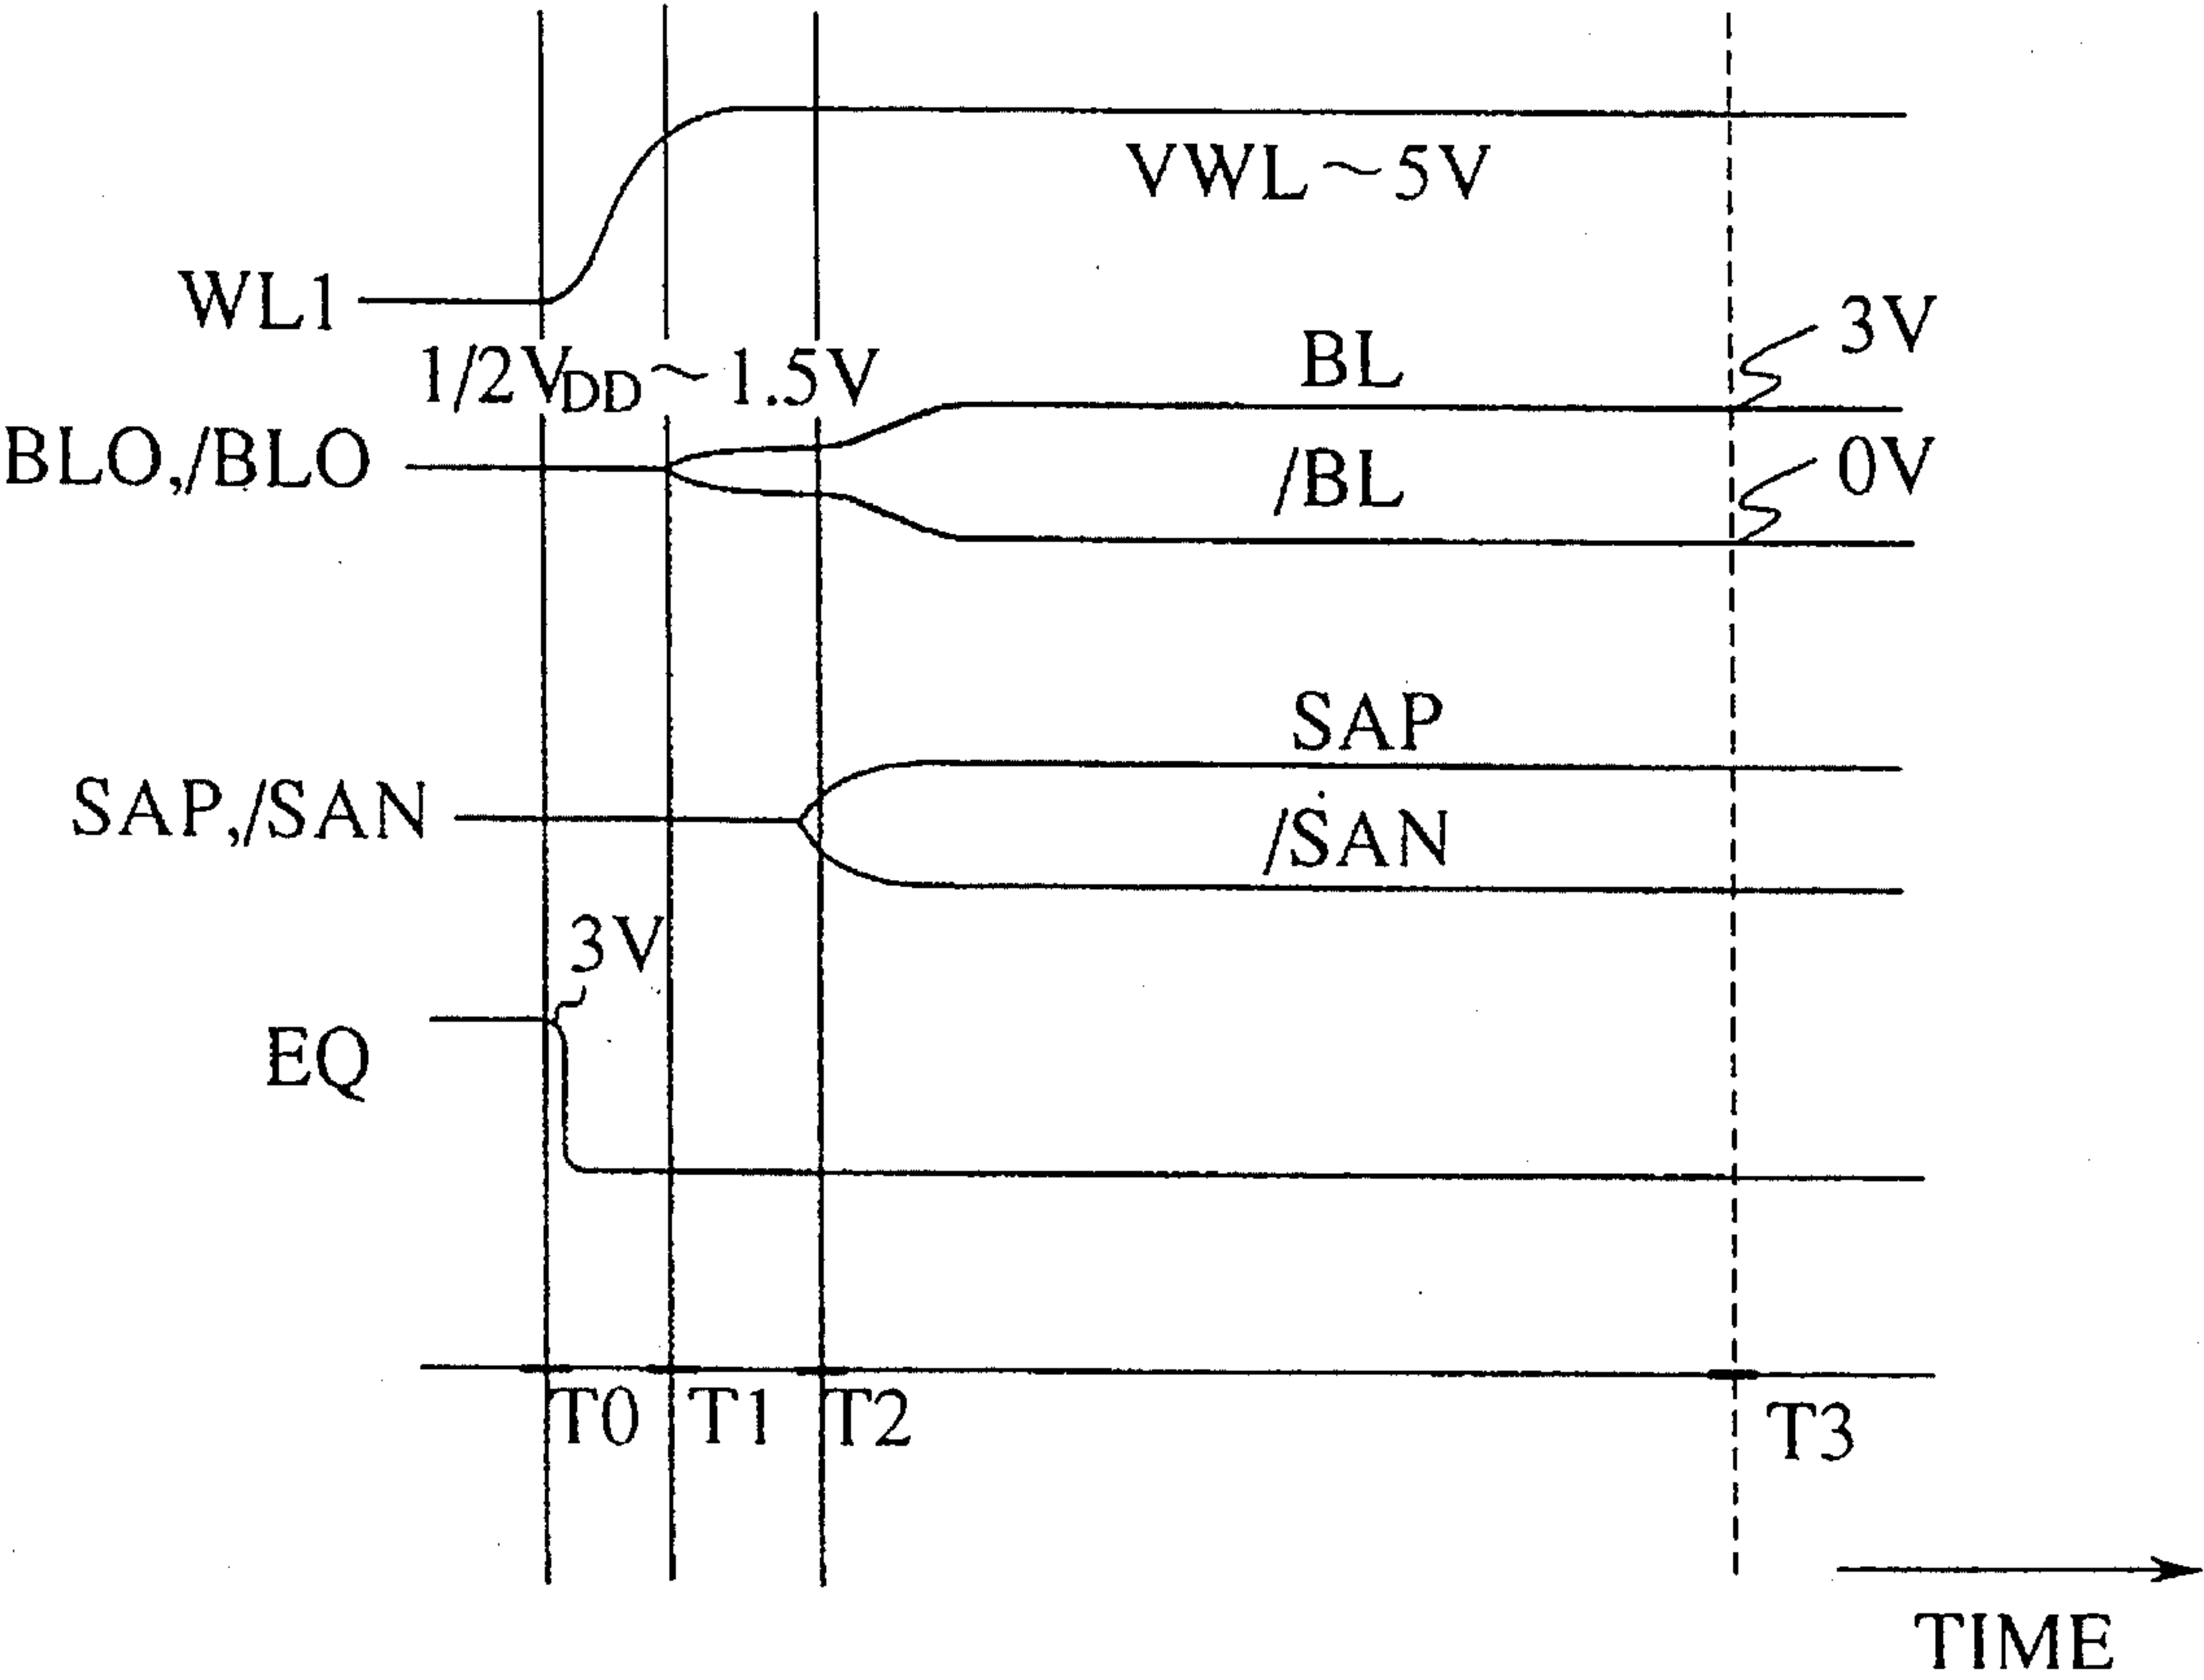 VWL~5V
WL1
3V
1/2VDD~1.5V
BL
BLO,/BLO
0V
/BL
SAP
SAP,/SAN
/SAN
3V
EQ
T0 T1 T2 T3
TIME